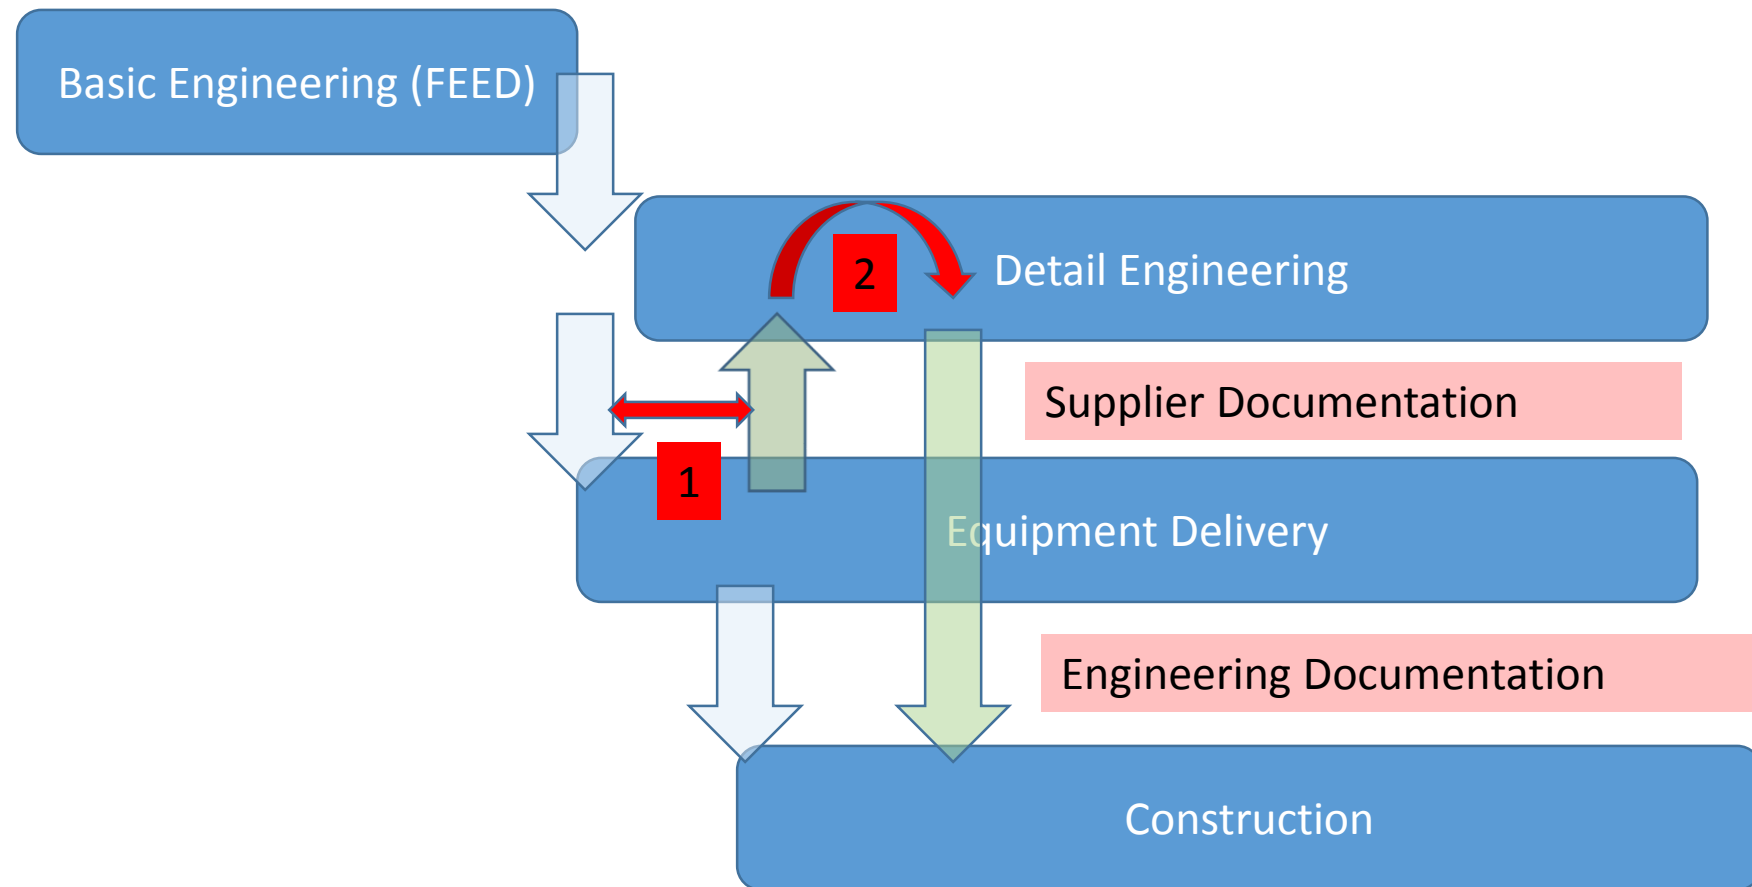 Basic Engineering (FEED)
2
Detail Engineering
Supplier Documentation
1
Equipment Delivery
Engineering Documentation
Construction